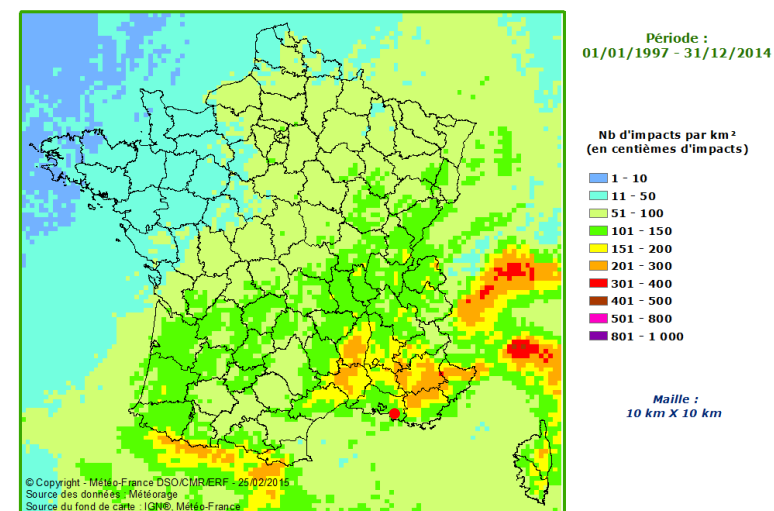 Période :
01/01/1997 - 31/12/2014
Nb d'impacts par km²
(en centièmes d'impacts)
1 - 10
11 - 50
51 - 100
101 - 150
151 - 200
201 - 300
301 - 400
401 - 500
501 - 800
801 - 1 000
Maille :
10 km X 10 km
© Copyright - Météo-France DSO/CMR/ERF - 25/02/2015
Source des données : Météorage
Source du fond de carte : IGN®, Météo-France